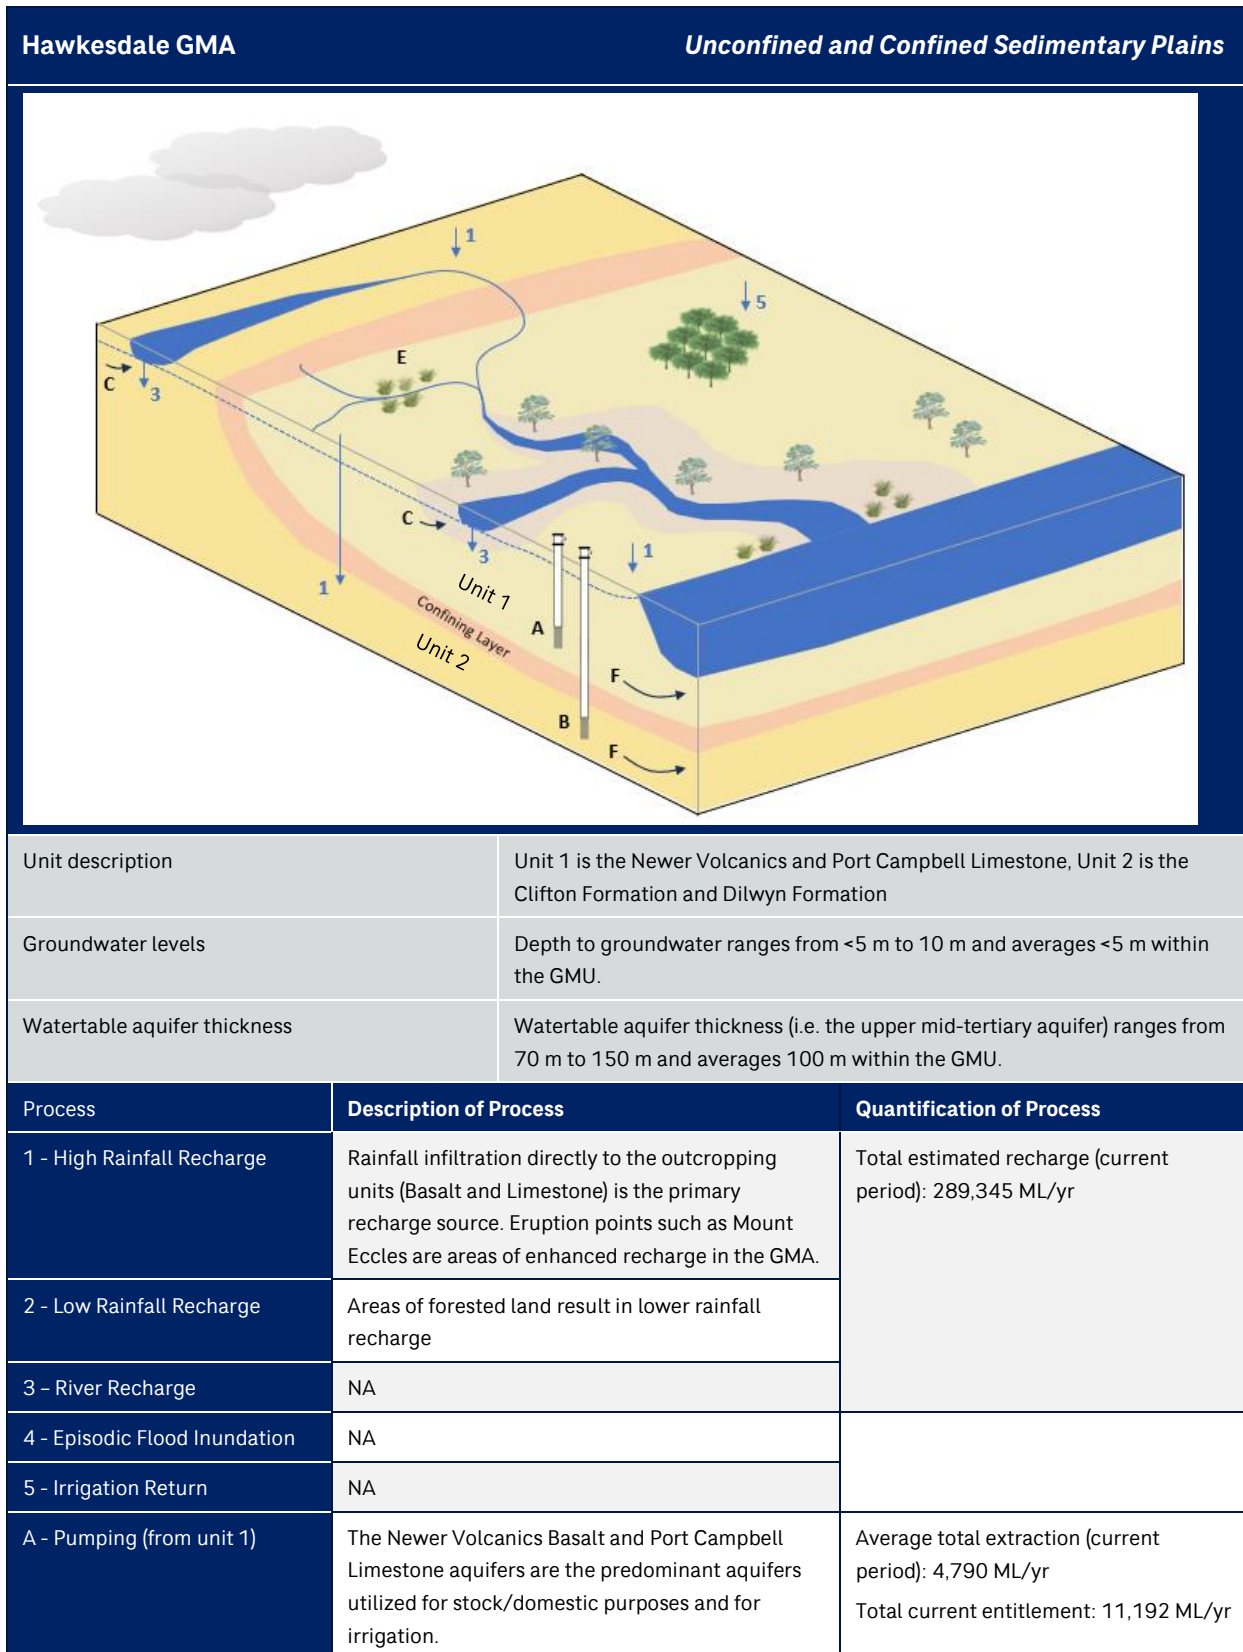 Hawkesdale GMA
Unconfined and Confined Sedimentary Plains
1
5
E
C
3
C
3
1
1
Unit 1
A
Confining Layer
Unit 2
F
B
F
Unit description
Unit 1 is the Newer Volcanics and Port Campbell Limestone, Unit 2 is the
Clifton Formation and Dilwyn Formation
Groundwater levels
Depth to groundwater ranges from <5 m to 10 m and averages <5 m within
the GMU.
Watertable aquifer thickness
Watertable aquifer thickness (i.e. the upper mid-tertiary aquifer) ranges from
70 m to 150 m and averages 100 m within the GMU.
Process
Description of Process
Quantification of Process
1 - High Rainfall Recharge
Rainfall infiltration directly to the outcropping
units (Basalt and Limestone) is the primary
recharge source. Eruption points such as Mount
Eccles are areas of enhanced recharge in the GMA.
Total estimated recharge (current
period): 289,345 ML/yr
2 - Low Rainfall Recharge
Areas of forested land result in lower rainfall
recharge
3 – River Recharge
NA
4 - Episodic Flood Inundation
NA
5 - Irrigation Return
NA
A - Pumping (from unit 1)
The Newer Volcanics Basalt and Port Campbell
Limestone aquifers are the predominant aquifers
utilized for stock/domestic purposes and for
irrigation.
Average total extraction (current
period): 4,790 ML/yr
Total current entitlement: 11,192 ML/yr